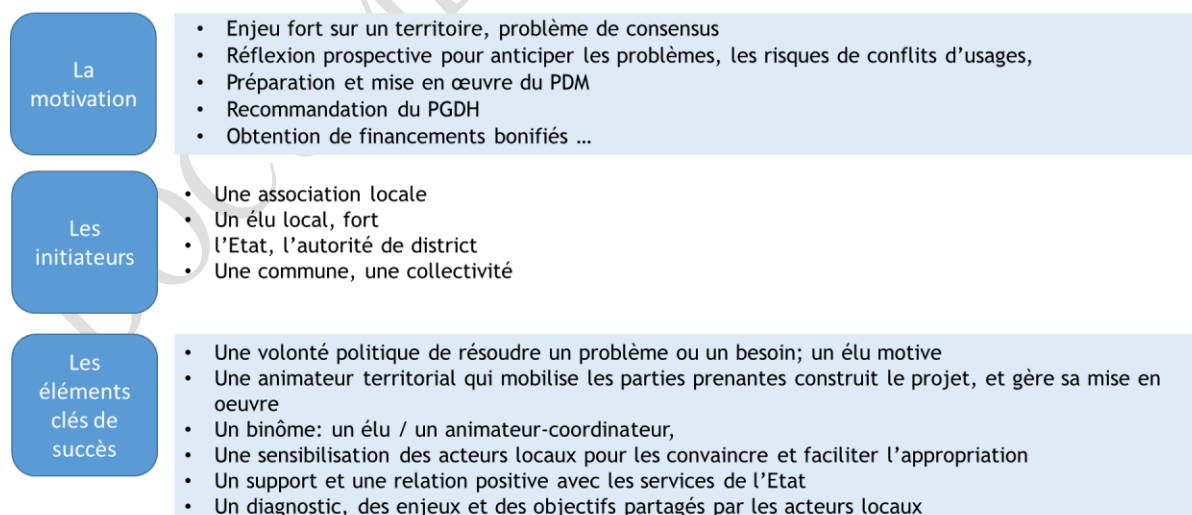 La
motivation
• Enjeu fort sur un territoire, problème de consensus
• Réflexion prospective pour anticiper les problèmes, les risques de conflits d’usages,
• Préparation et mise en œuvre du PDM
• Recommandation du PGDH
• Obtention de financements bonifiés …
Les
initiateurs
• Une association locale
• Un élu local, fort
• l’Etat, l’autorité de district
• Une commune, une collectivité
Les
éléments
clés de
succès
• Une volonté politique de résoudre un problème ou un besoin; un élu motive
• Une animateur territorial qui mobilise les parties prenantes construit le projet, et gère sa mise en
oeuvre
• Un binôme: un élu / un animateur-coordinateur,
• Une sensibilisation des acteurs locaux pour les convaincre et faciliter l’appropriation
• Un support et une relation positive avec les services de l’Etat
• Un diagnostic, des enjeux et des objectifs partagés par les acteurs locaux